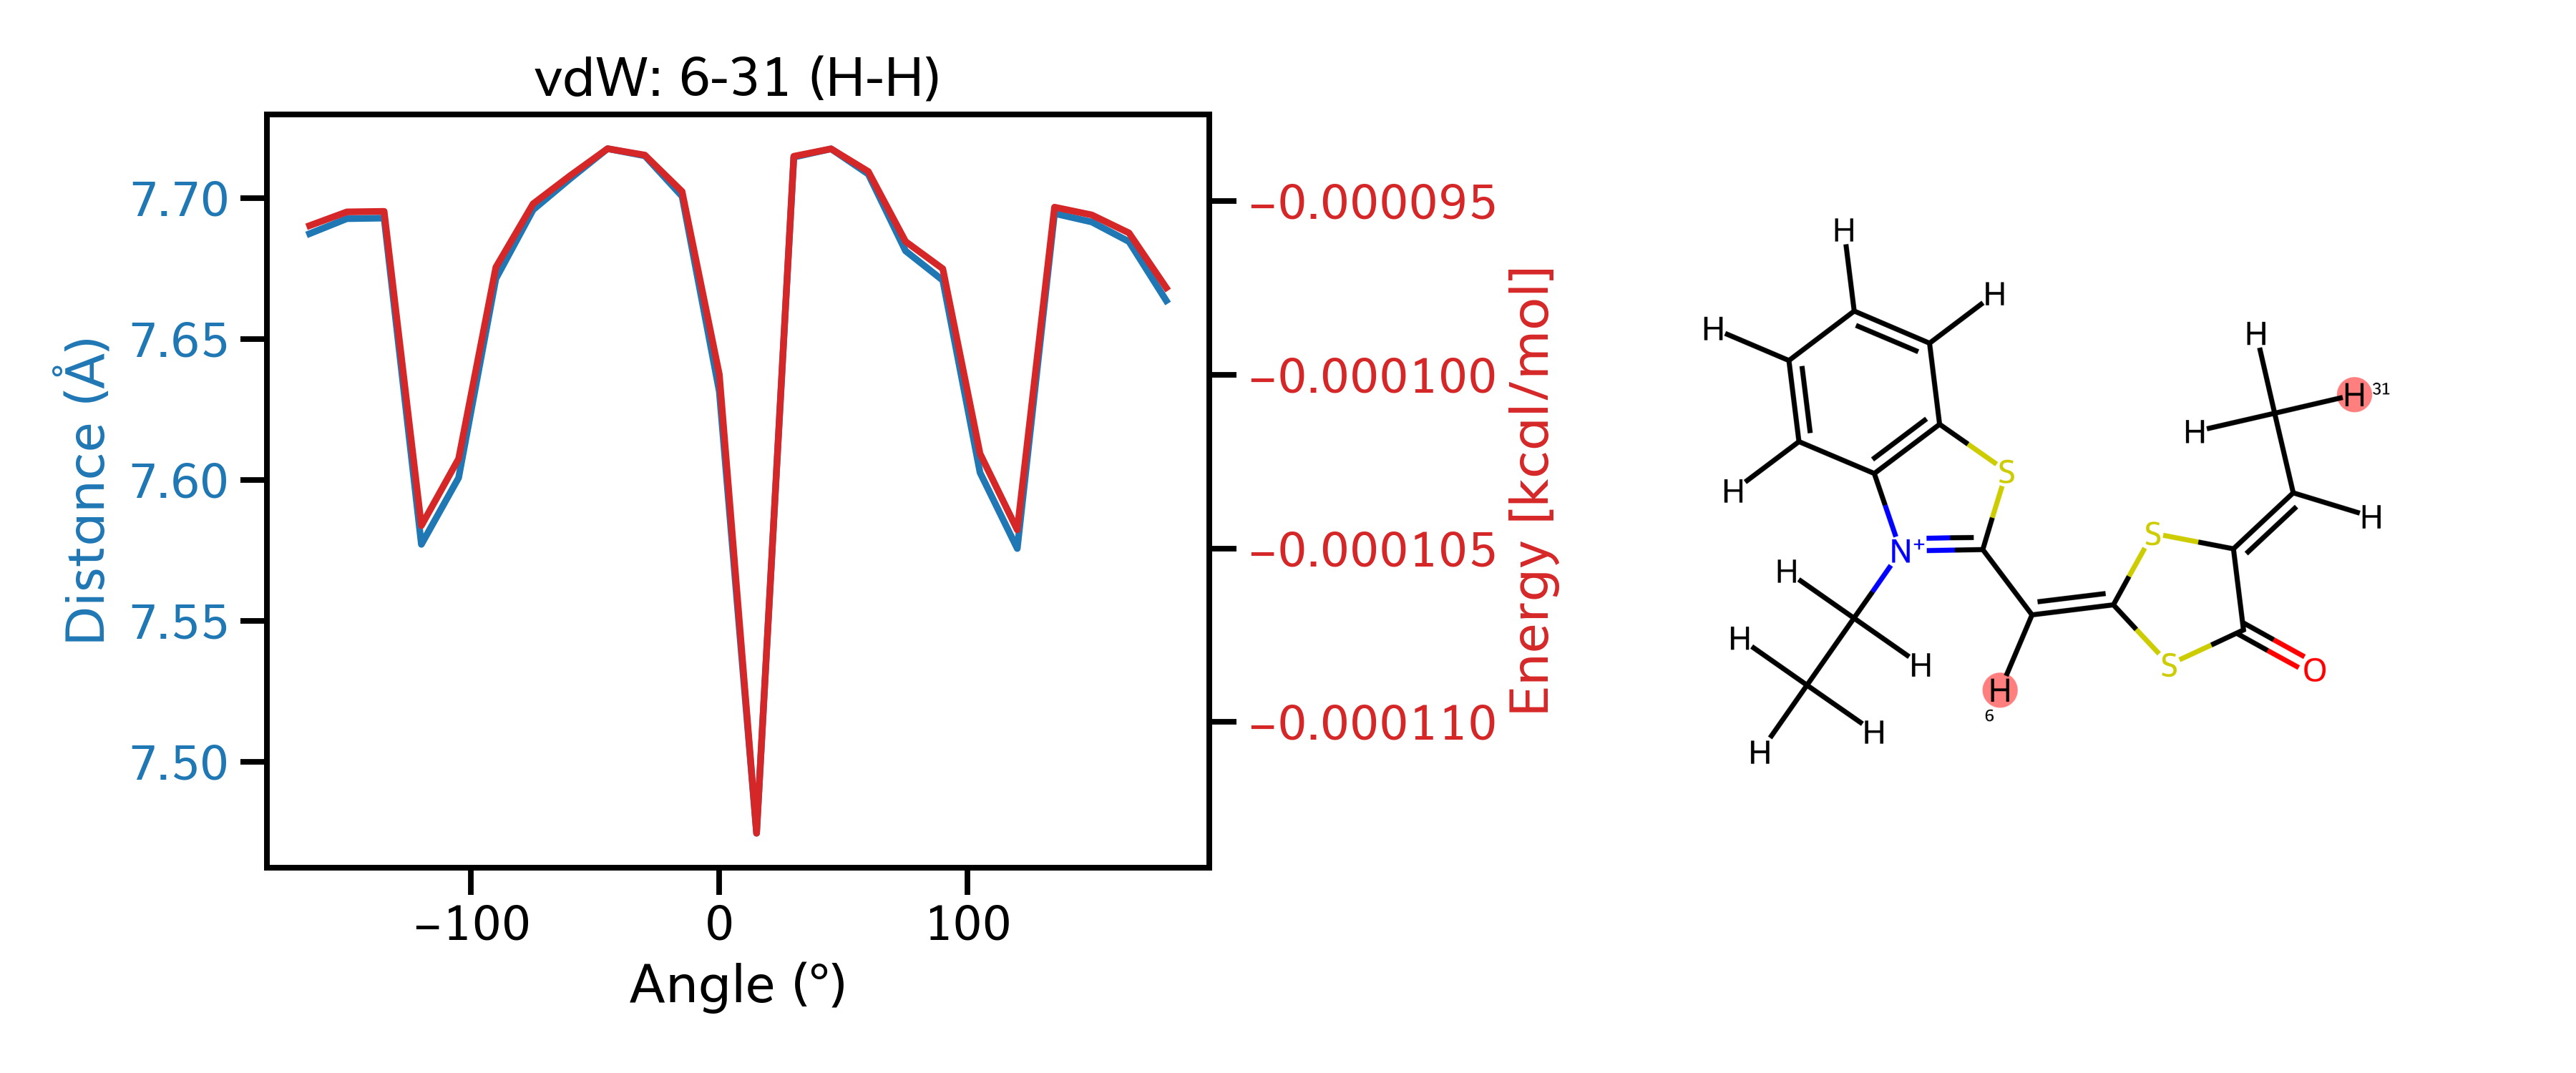 vdW: 6-31 (H-H)
Distance (Å)
7.70
7.65
7.60
7.55
7.50
−0.000095
−0.000100
−0.000105
−0.000110
Energy [kcal/mol]
−100
0
100
Angle (°)
H
H
H
H
H
H 31
H
S
H
H
S
N+
H
H
H
S
O
H
6
H
H